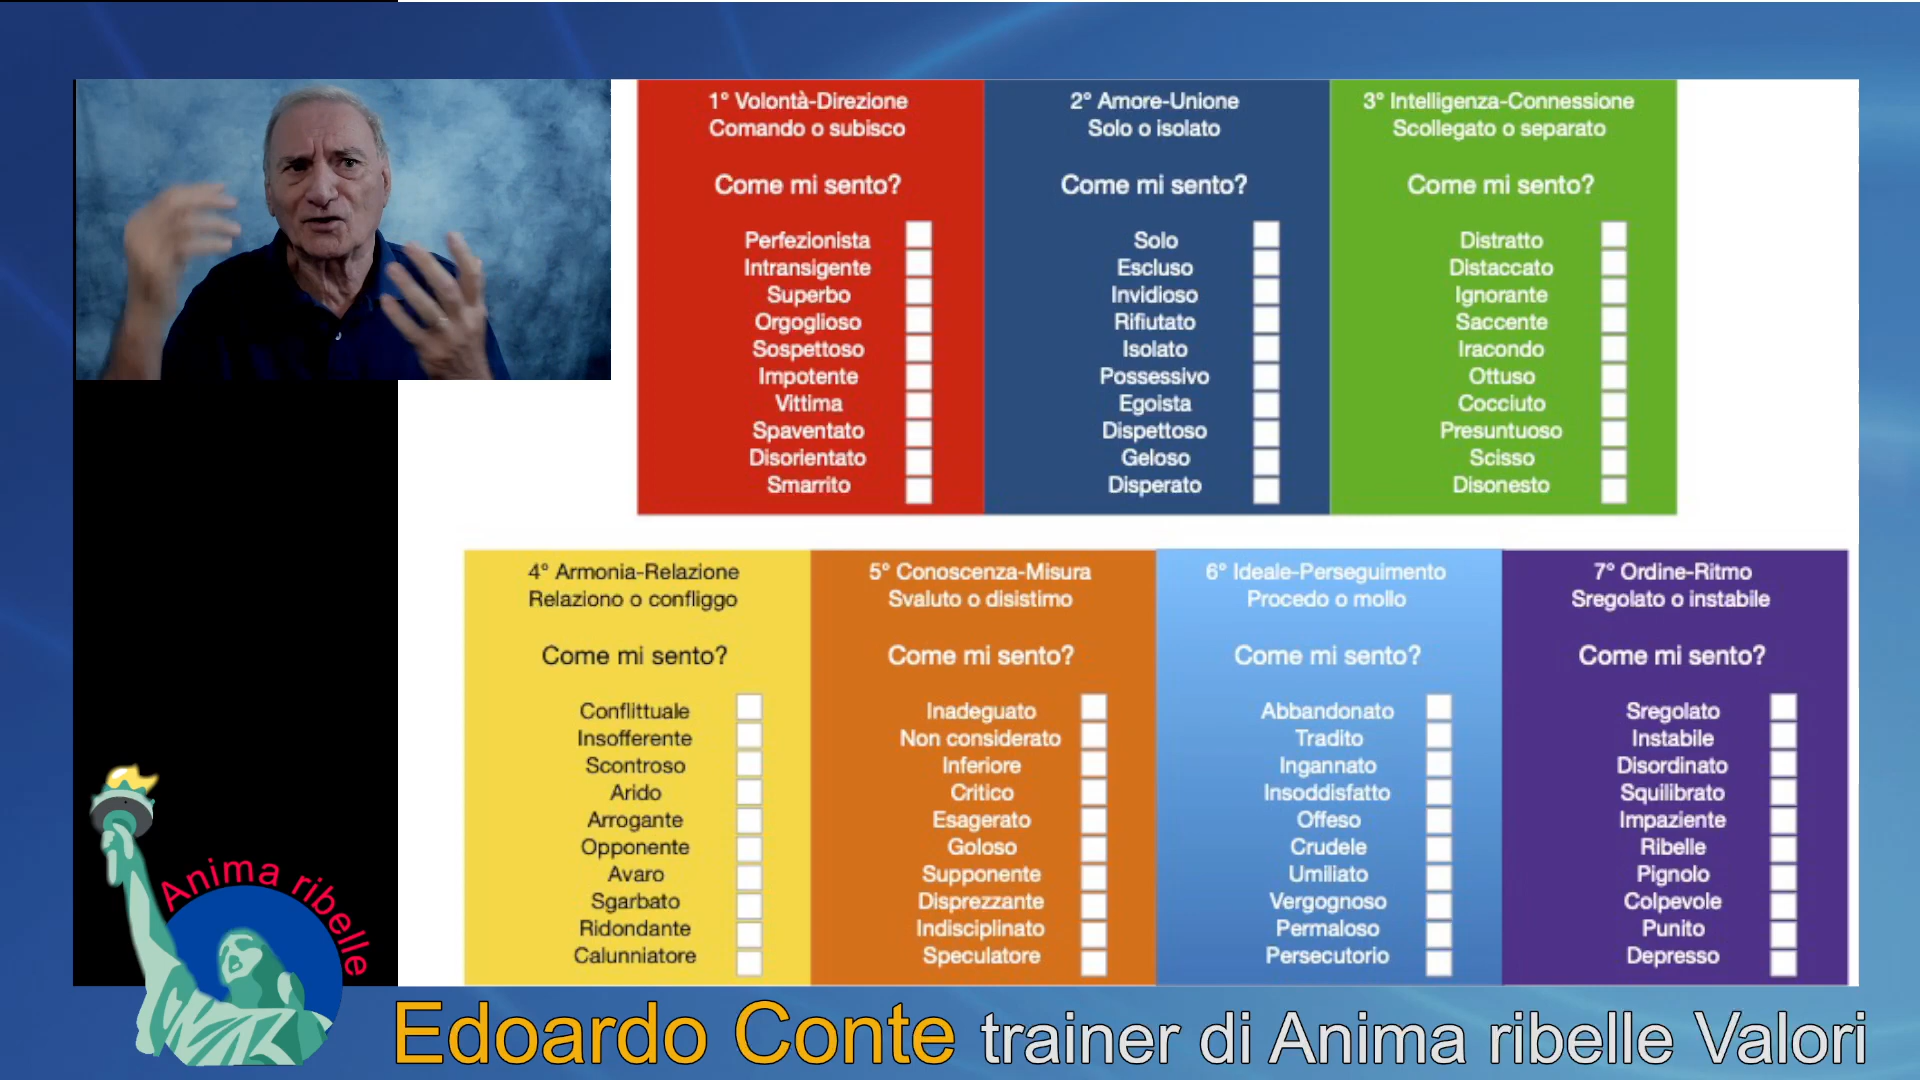 1° Volontà-Direzione
Comando o subisco
Come mi sento?
Perfezionista
Intransigente
Superbo
Orgoglioso
Sospettoso
Impotente
Vittima
Spaventato
Disorientato
Smarrito
2° Amore-Unione
Solo o isolato
Come mi sento?
Solo
Escluso
Invidioso
Rifiutato
Isolato
Possessivo
Egoista
Dispettoso
Geloso
Disperato
3° Intelligenza-Connessione
Scollegato o separato
Come mi sento?
Distratto
Distaccato
Ignorante
Saccente
Iracondo
Ottuso
Cocciuto
Presuntuoso
Scisso
Disonesto
4° Armonia-Relazione
Relaziono o confliggo
Come mi sento?
Conflittuale
Insofferente
Scontroso
Arido
Arrogante
Opponente
Avaro
Sgarbato
Ridondante
Calunniatore
5° Conoscenza-Misura
Svaluto o disistimo
Come mi sento?
Inadeguato
Non considerato
Inferiore
Critico
Esagerato
Goloso
Supponente
Disprezzante
Indisciplinato
Speculatore
6° Ideale-Perseguimento
Procedo o mollo
Come mi sento?
Abbandonato
Tradito
Ingannato
Insoddisfatto
Offeso
Crudele
Umiliato
Vergognoso
Permaloso
Persecutorio
7° Ordine-Ritmo
Sregolato o instabile
Come mi sento?
Sregolato
Instabile
Disordinato
Squilibrato
Impaziente
Ribelle
Pignolo
Colpevole
Punito
Depresso
Anima ribelle
Edoardo Conte trainer di Anima ribelle Valori